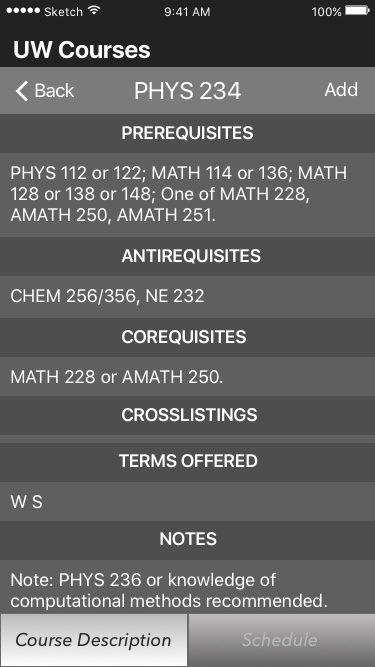 Sketch 9:41 AM 100%
UW Courses
Back PHYS 234 Add
PREREQUISITES
PHYS 112 or 122; MATH 114 or 136; MATH
128 or 138 or 148; One of MATH 228,
AMATH 250, AMATH 251.
ANTIREQUISITES
CHEM 256/356, NE 232
COREQUISITES
MATH 228 or AMATH 250.
CROSSLISTINGS
TERMS OFFERED
W S
NOTES
Note: PHYS 236 or knowledge of
computational methods recommended.
Course Description Schedule